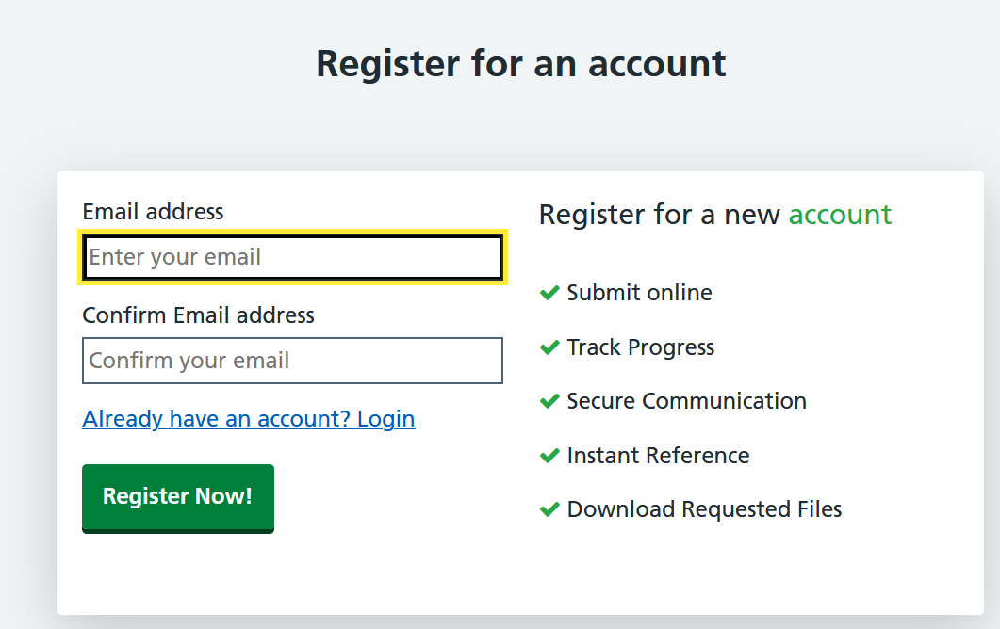 Register for an account
Email address
Enter your email
Confirm Email address
Confirm your email
Already have an account? Login
Register Now!
Register for a new account
Submit online
Track Progress
Secure Communication
Instant Reference
Download Requested Files